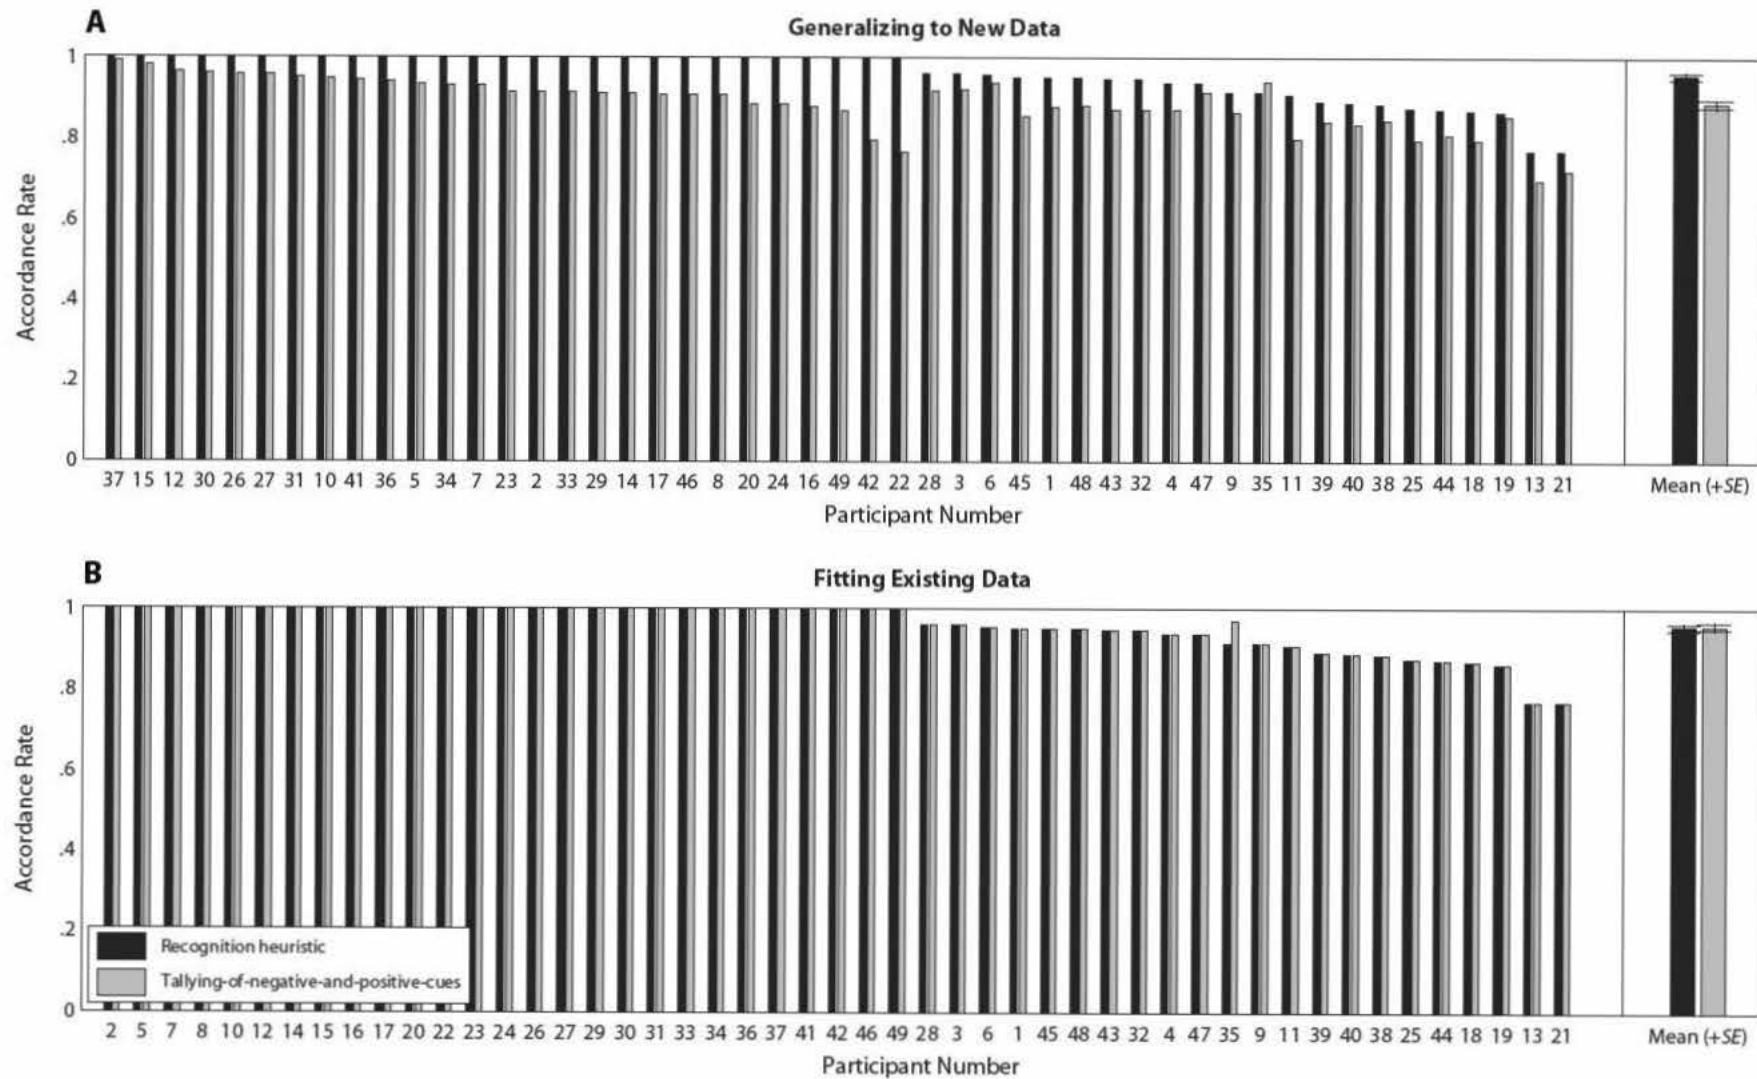 A
Generalizing to New Data
1
.8
.6
.4
.2
0
Accordance Rate
37 15 12 30 26 27 31 10 41 36 5 34 7 23 2 33 29 14 17 46 8 20 24 16 49 42 22 28 3 6 45 1 48 43 32 4 47 9 35 11 39 40 38 25 44 18 19 13 21
Mean (+SE)
Participant Number
B
Fitting Existing Data
1
.8
.6
.4
.2
0
Accordance Rate
Recognition heuristic
Tallying-of-negative-and-positive-cues
2 5 7 8 10 12 14 15 16 17 20 22 23 24 26 27 29 30 31 33 34 36 37 41 42 46 49 28 3 6 1 45 48 43 32 4 47 35 9 11 39 40 38 25 44 18 19 13 21
Mean (+SE)
Participant Number